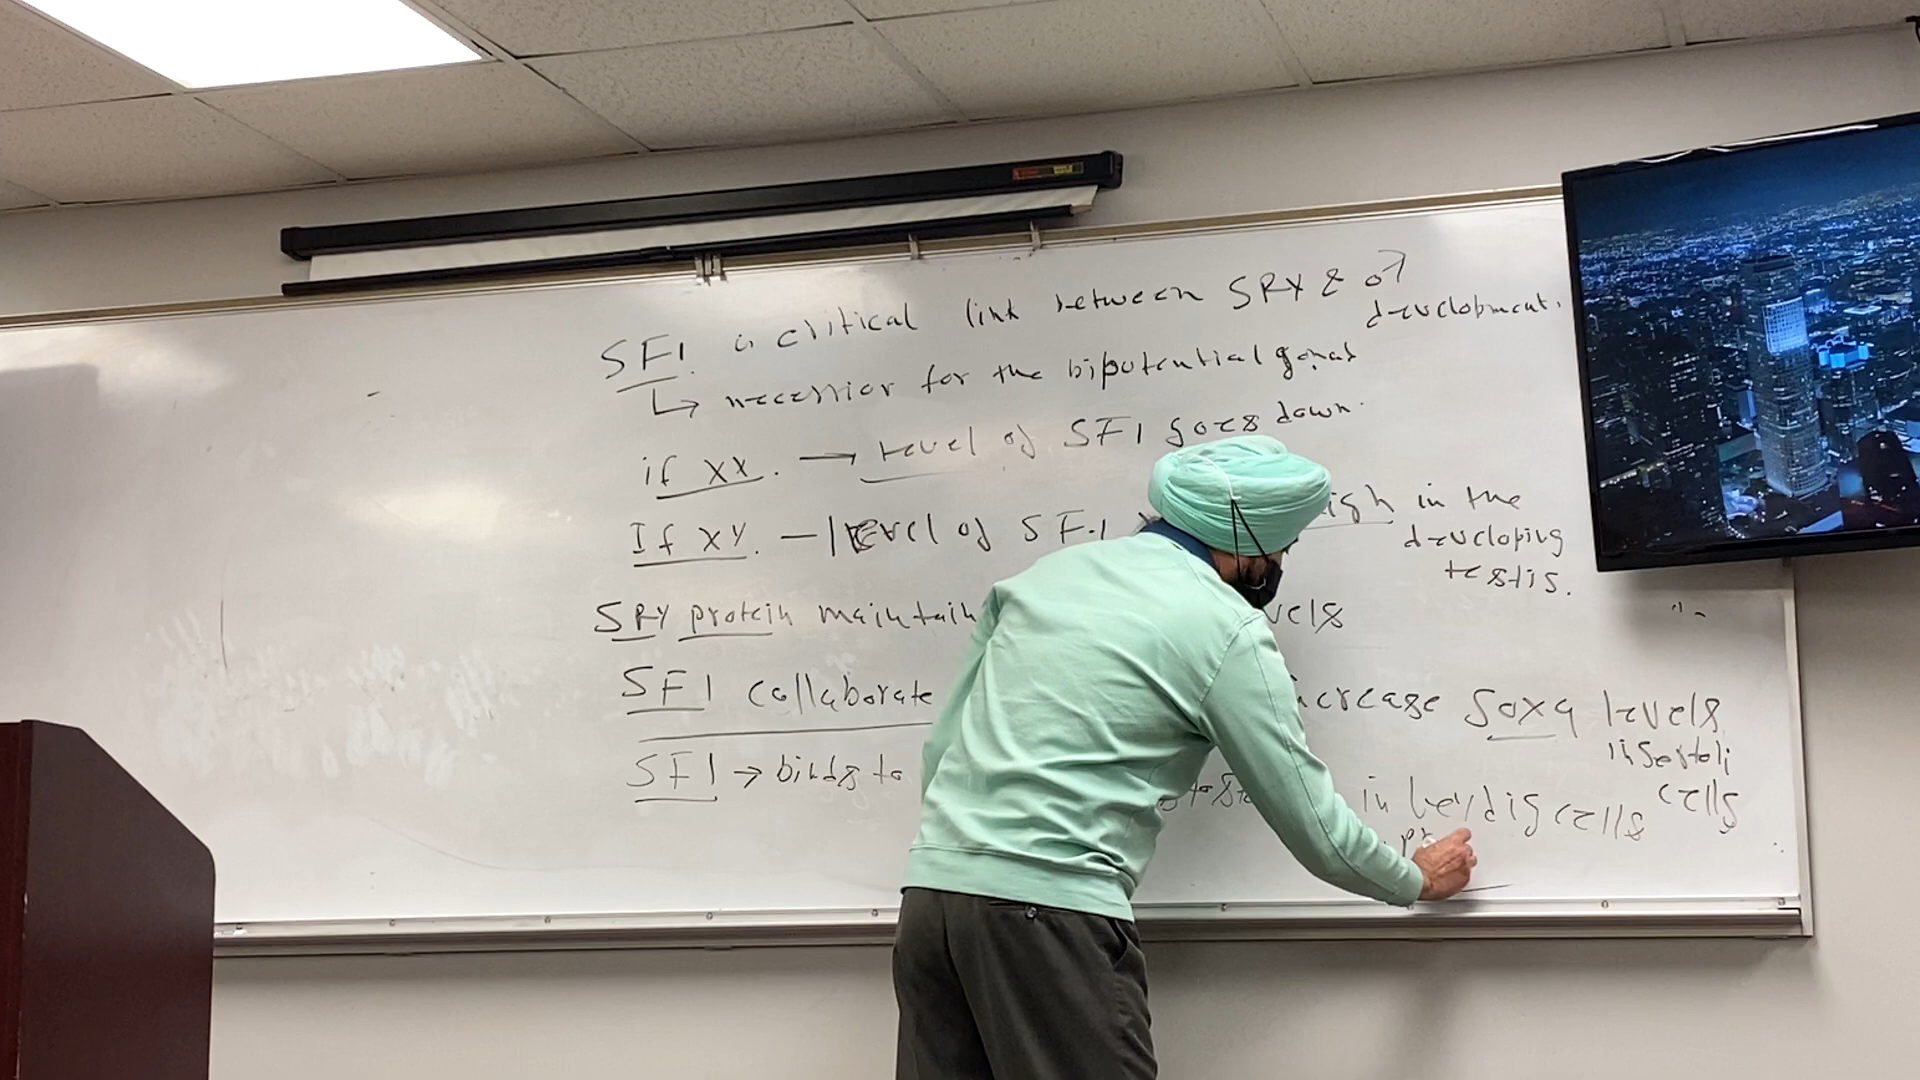 SF1 is critical link between SRY & ♂
development.
↳ necessior for the bipotential gonad
if XX. → level of SF1 goes down.
If XY. — level of SF1 high in the
developing
testis.
SRY protein maintain levels
SF1 collaborate increase SOX9 levels
in sertoli
cells
SF1 → binds to in leydig cells